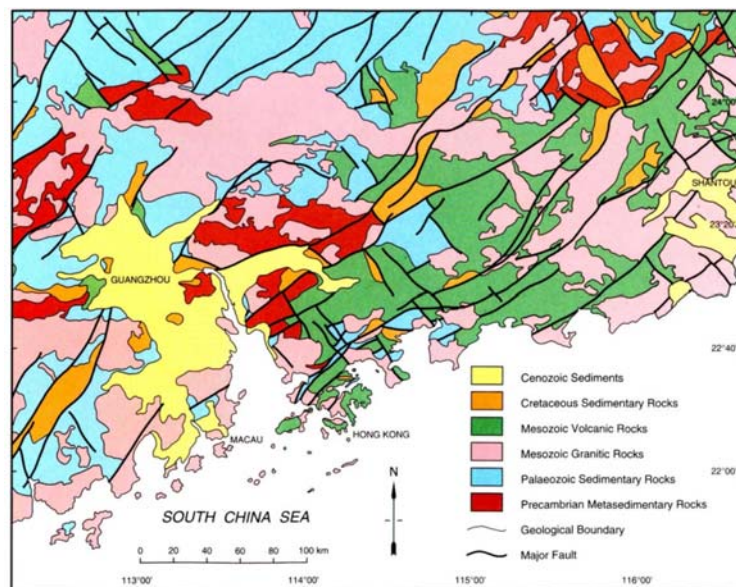 24°00'
SHANTOU
23°20'
GUANGZHOU
22°40'
Cenozoic Sediments
Cretaceous Sedimentary Rocks
Mesozoic Volcanic Rocks
MACAU
HONG KONG
Mesozoic Granitic Rocks
22°00'
Palaeozoic Sedimentary Rocks
N
Precambrian Metasedimentary Rocks
SOUTH CHINA SEA
Geological Boundary
0 20 40 60 80 100 km
Major Fault
113°00' 114°00' 115°00' 116°00'